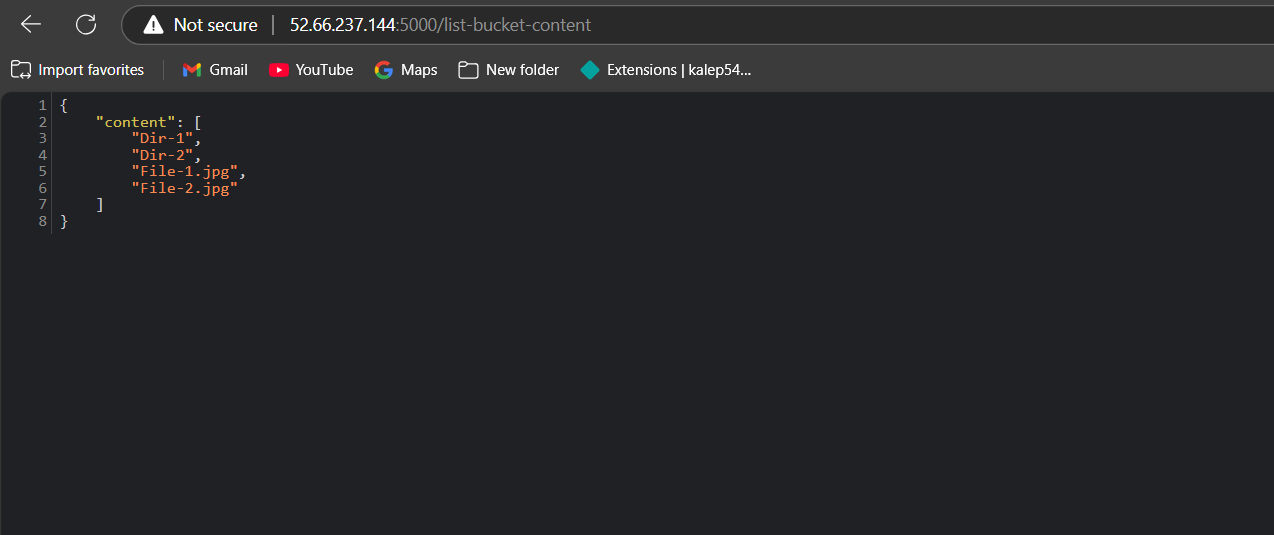 Not secure | 52.66.237.144:5000/list-bucket-content
Import favorites | Gmail YouTube Maps New folder Extensions | kalep54...
1 {
2     "content": [
3         "Dir-1",
4         "Dir-2",
5         "File-1.jpg",
6         "File-2.jpg"
7     ]
8 }